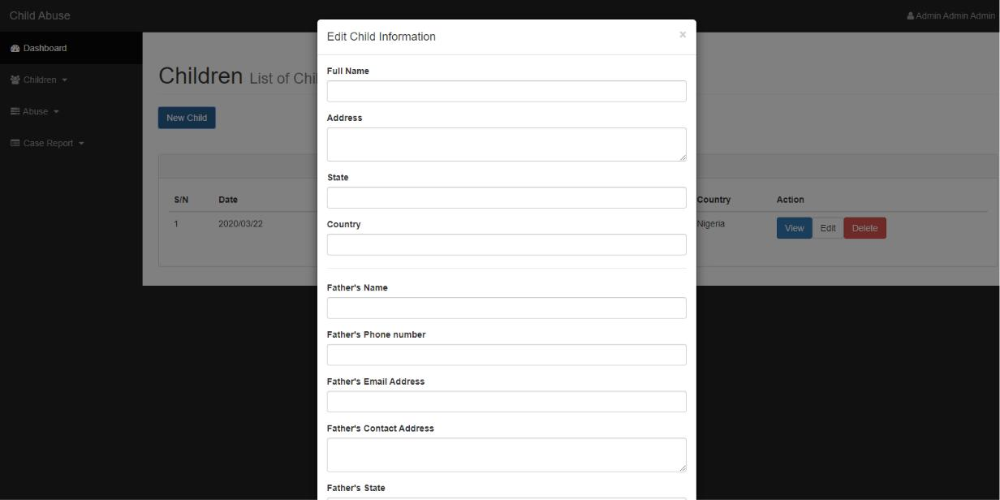 Child Abuse
Admin Admin Admin
Dashboard
Children
Abuse
Case Report
Children List of Chil
New Child
S/N Date Country Action
1 2020/03/22 Nigeria View Edit Delete
Edit Child Information ×
Full Name
Address
State
Country
Father's Name
Father's Phone number
Father's Email Address
Father's Contact Address
Father's State